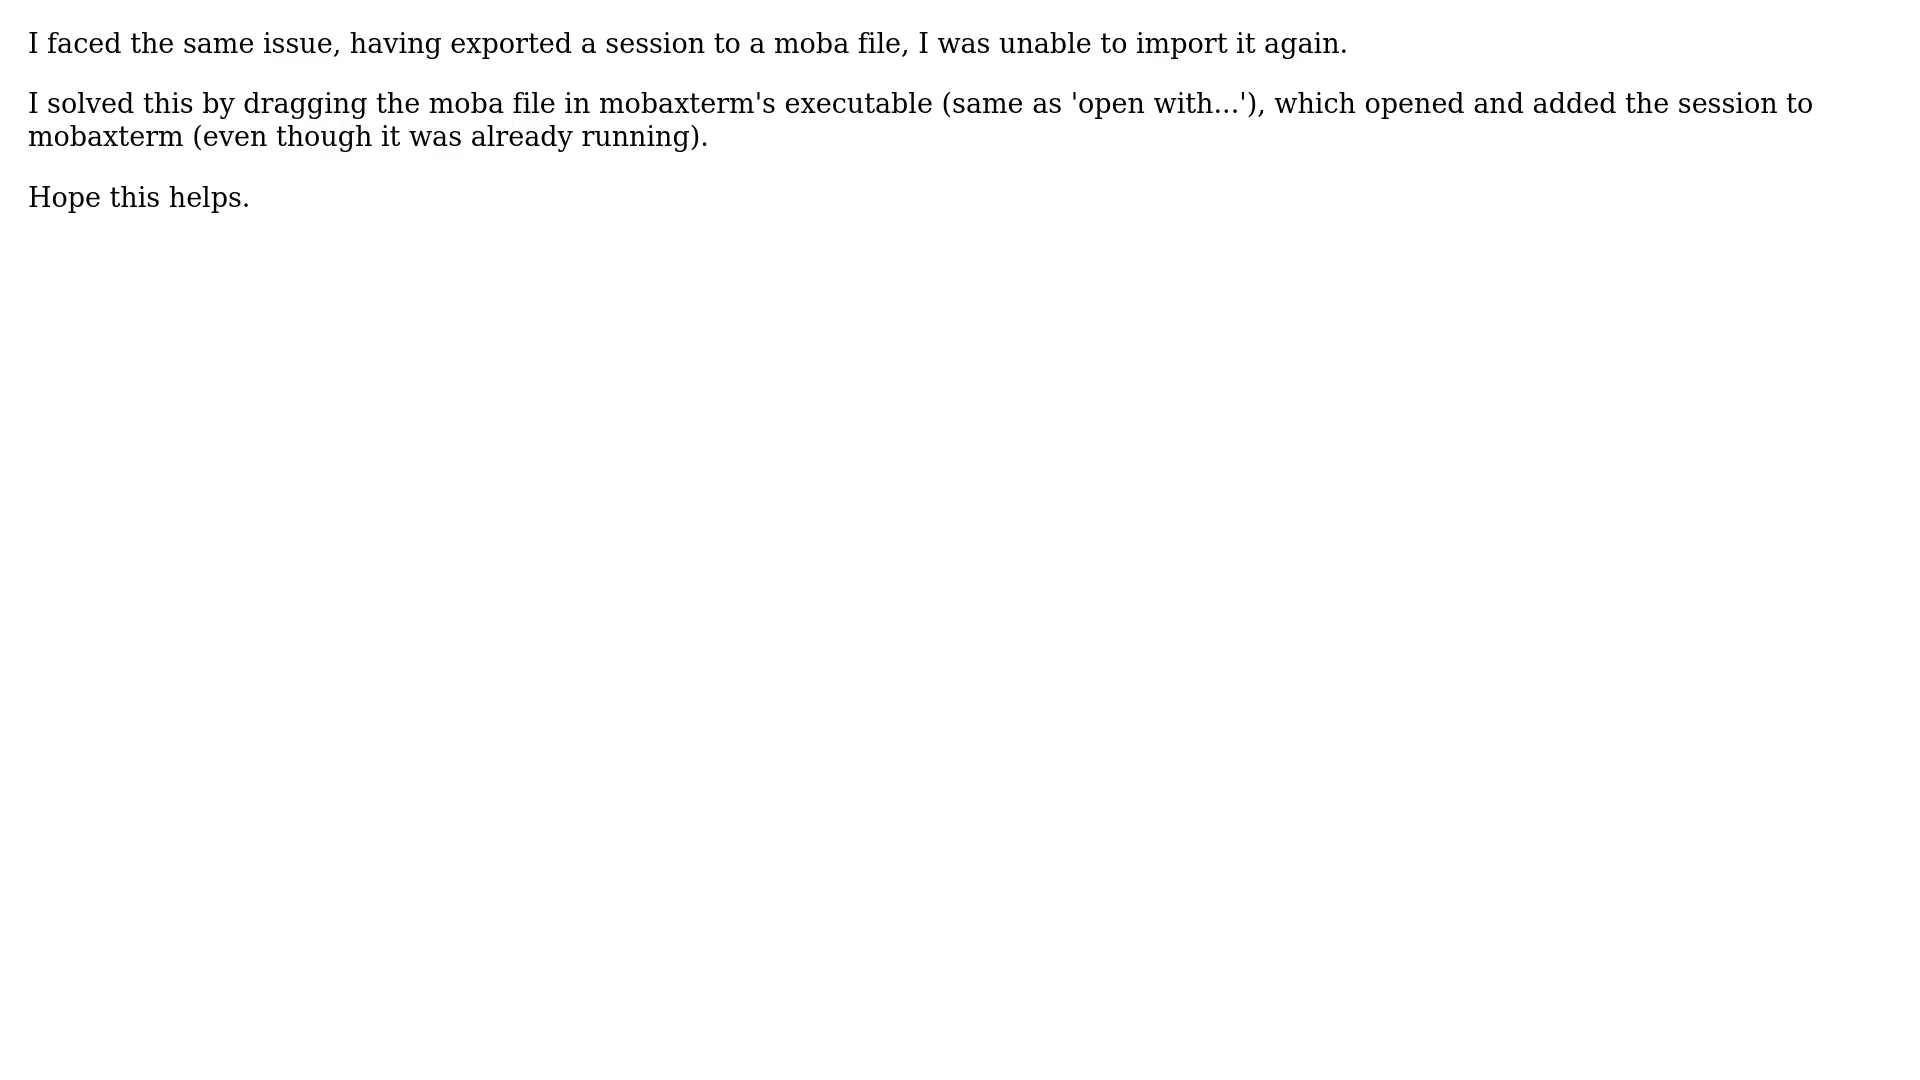 I faced the same issue, having exported a session to a moba file, I was unable to import it again.
I solved this by dragging the moba file in mobaxterm's executable (same as 'open with...'), which opened and added the session to
mobaxterm (even though it was already running).
Hope this helps.